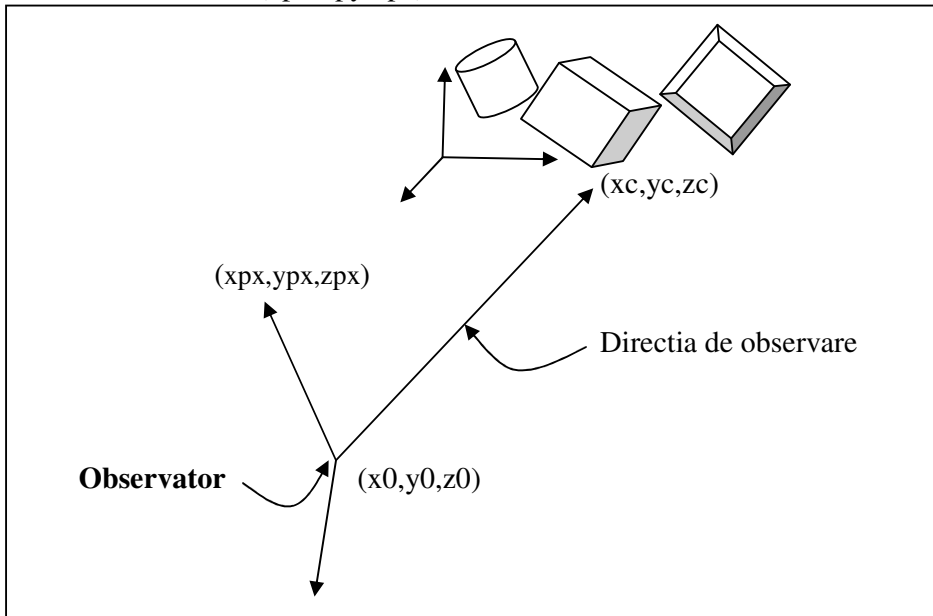 (xc,yc,zc)
(xpx,ypx,zpx)
Directia de observare
Observator
(x0,y0,z0)